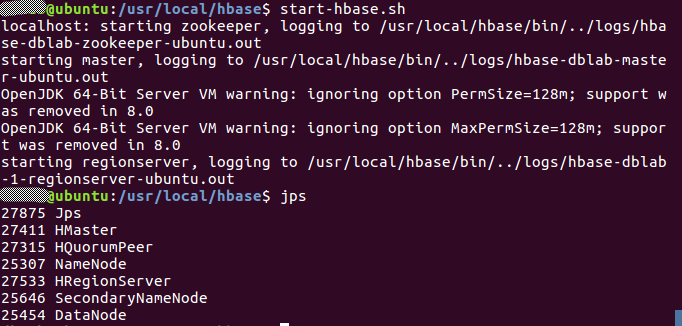 @ubuntu:/usr/local/hbase$ start-hbase.sh
localhost: starting zookeeper, logging to /usr/local/hbase/bin/../logs/hba
se-dblab-zookeeper-ubuntu.out
starting master, logging to /usr/local/hbase/bin/../logs/hbase-dblab-maste
r-ubuntu.out
OpenJDK 64-Bit Server VM warning: ignoring option PermSize=128m; support w
as removed in 8.0
OpenJDK 64-Bit Server VM warning: ignoring option MaxPermSize=128m; suppor
t was removed in 8.0
starting regionserver, logging to /usr/local/hbase/bin/../logs/hbase-dblab
-1-regionserver-ubuntu.out
@ubuntu:/usr/local/hbase$ jps
27875 Jps
27411 HMaster
27315 HQuorumPeer
25307 NameNode
27533 HRegionServer
25646 SecondaryNameNode
25454 DataNode